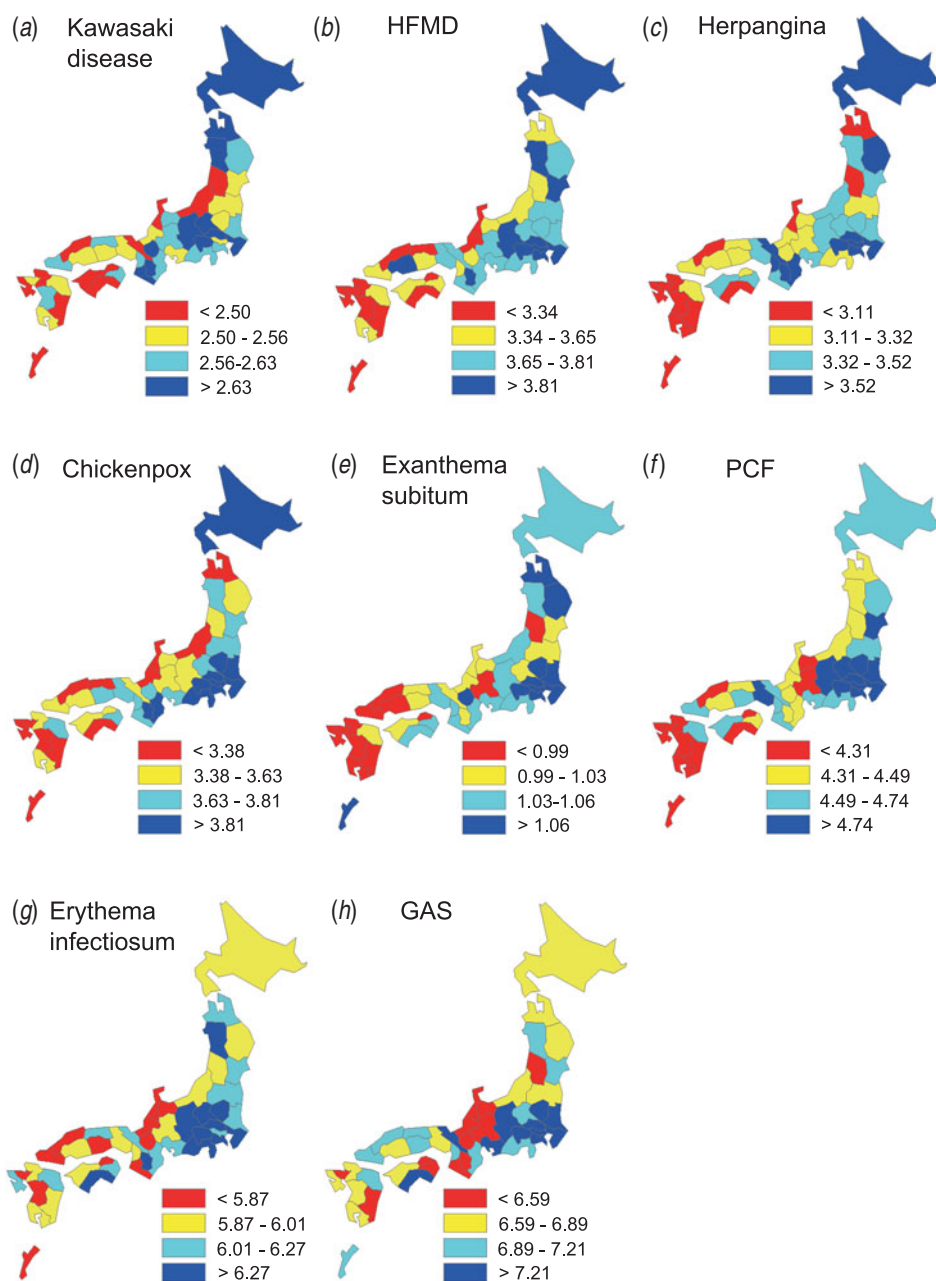 (a) Kawasaki
disease
< 2.50
2.50 - 2.56
2.56-2.63
> 2.63
(b) HFMD
< 3.34
3.34 - 3.65
3.65 - 3.81
> 3.81
(c) Herpangina
< 3.11
3.11 - 3.32
3.32 - 3.52
> 3.52
(d) Chickenpox
< 3.38
3.38 - 3.63
3.63 - 3.81
> 3.81
(e) Exanthema
subitum
< 0.99
0.99 - 1.03
1.03-1.06
> 1.06
(f) PCF
< 4.31
4.31 - 4.49
4.49 - 4.74
> 4.74
(g) Erythema
infectiosum
< 5.87
5.87 - 6.01
6.01 - 6.27
> 6.27
(h) GAS
< 6.59
6.59 - 6.89
6.89 - 7.21
> 7.21